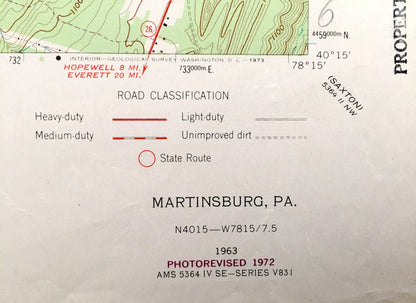 6
PROPERT
26
4459000m N.
732
INTERIOR—GEOLOGICAL SURVEY WASHINGTON D C—1973
733000m E.
40°15'
78°15'
HOPEWELL 8 MI.
EVERETT 20 MI.
(SAXTON)
5364 II NW
ROAD CLASSIFICATION
Heavy-duty
Light-duty
Medium-duty
Unimproved dirt
State Route
MARTINSBURG, PA.
N4015—W7815/7.5
1963
PHOTOREVISED 1972
AMS 5364 IV SE—SERIES V831